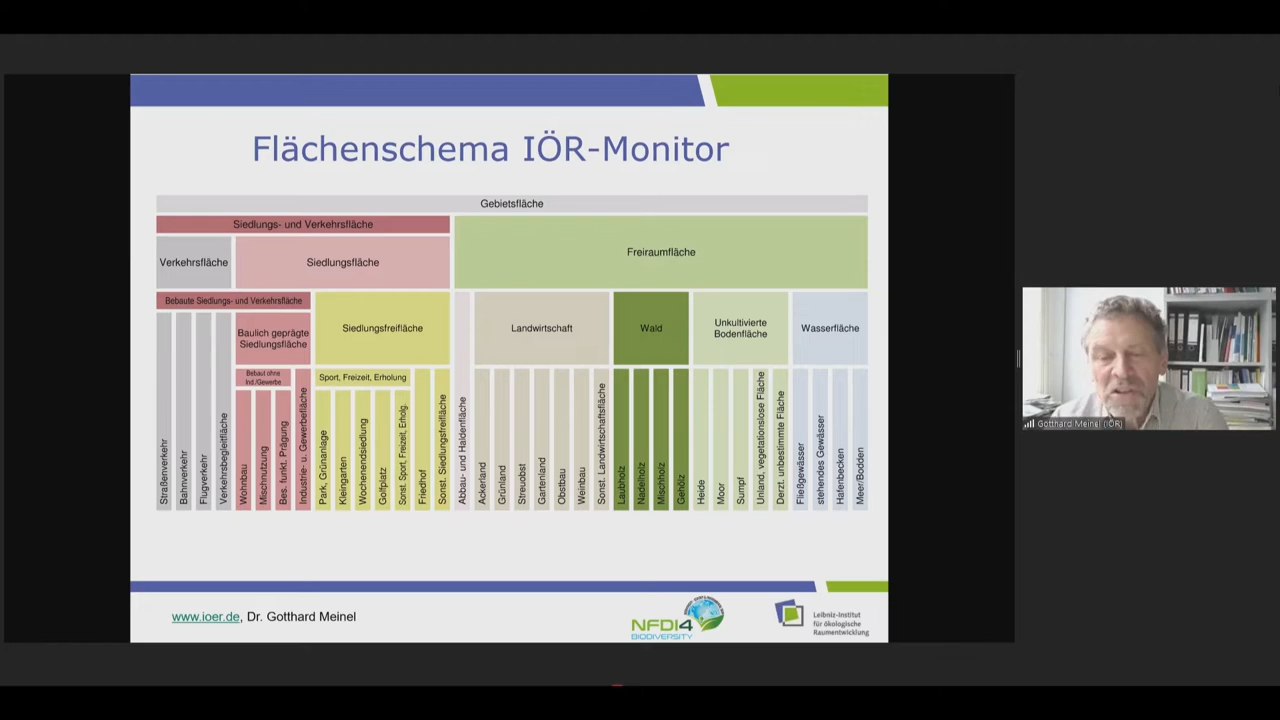 Flächenschema IÖR-Monitor
Gebietsfläche
Siedlungs- und Verkehrsfläche
Freiraumfläche
Verkehrsfläche
Siedlungsfläche
Bebaute Siedlungs- und Verkehrsfläche
Baulich geprägte
Siedlungsfläche
Siedlungsfreifläche
Landwirtschaft
Wald
Unkultivierte
Bodenfläche
Wasserfläche
Bebaut ohne
Ind./Gewerbe
Sport, Freizeit, Erholung
Straßenverkehr
Bahnverkehr
Flugverkehr
Verkehrsbegleitfläche
Wohnbau
Mischnutzung
Bes. funkt. Prägung
Industrie- u. Gewerbefläche
Park, Grünanlage
Kleingarten
Wochenendsiedlung
Golfplatz
Sonst. Sport, Freizeit, Erholg.
Friedhof
Sonst. Siedlungsfreifläche
Abbau- und Haldenfläche
Ackerland
Grünland
Streuobst
Gartenland
Obstbau
Weinbau
Sonst. Landwirtschaftsfläche
Laubholz
Nadelholz
Mischholz
Gehölz
Heide
Moor
Sumpf
Unland, vegetationslose Fläche
Derzt. unbestimmte Fläche
Fließgewässer
stehendes Gewässer
Hafenbecken
Meer/Bodden
www.ioer.de, Dr. Gotthard Meinel
NFDI4
BIODIVERSITY
Leibniz-Institut
für ökologische
Raumentwicklung
Gotthard Meinel (IÖR)